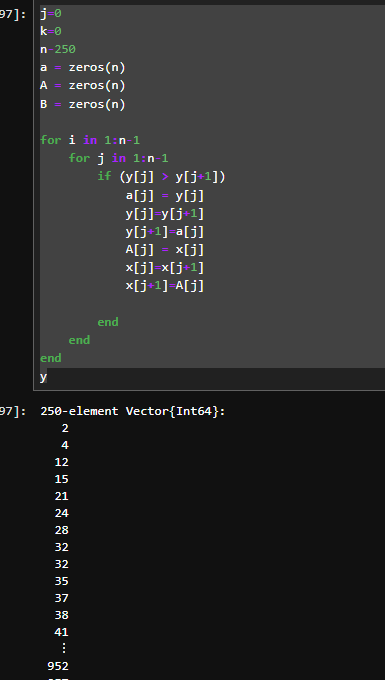 97]:
j=0
k=0
n=250
a = zeros(n)
A = zeros(n)
B = zeros(n)
for i in 1:n-1
for j in 1:n-1
if (y[j] > y[j+1])
a[j] = y[j]
y[j]=y[j+1]
y[j+1]=a[j]
A[j] = x[j]
x[j]=x[j+1]
x[j+1]=A[j]
end
end
end
y
97]: 250-element Vector{Int64}:
2
4
12
15
21
24
28
32
32
35
37
38
41
⋮
952